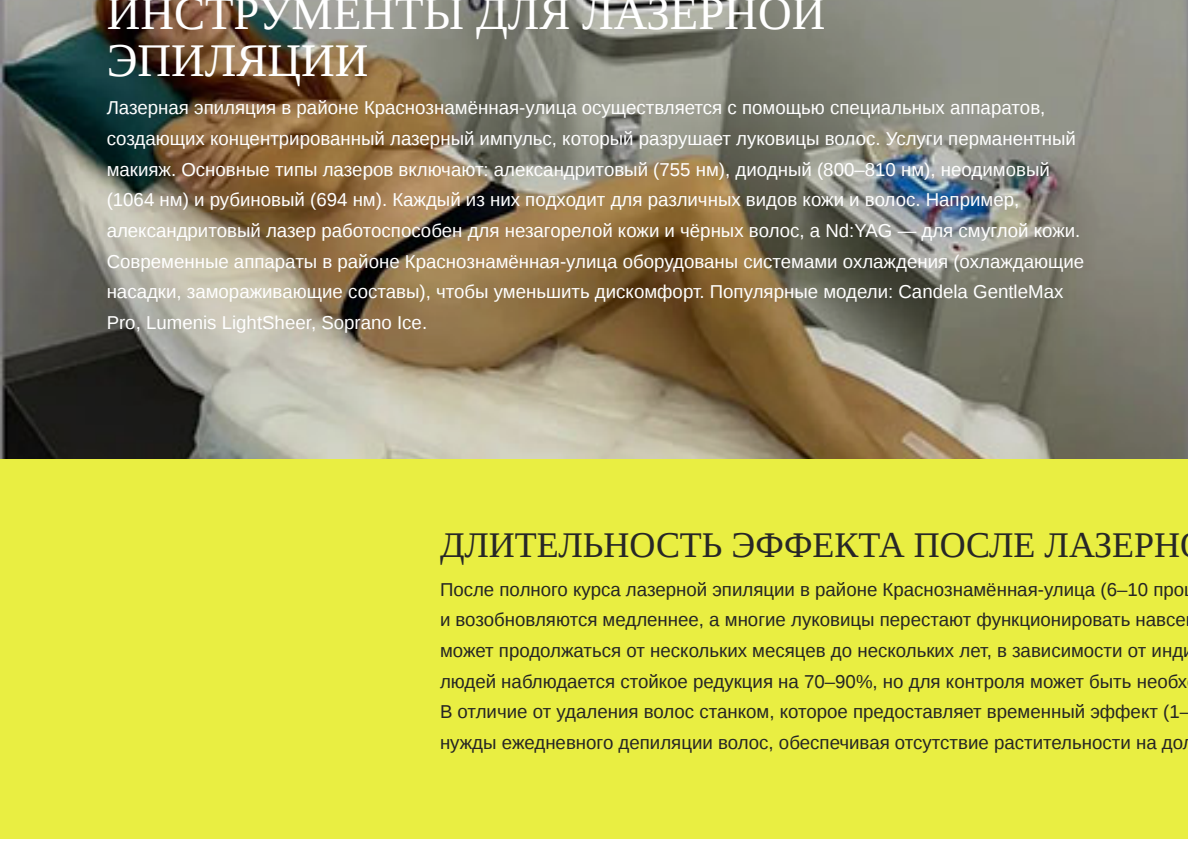 ИНСТРУМЕНТЫ ДЛЯ ЛАЗЕРНОЙ
ЭПИЛЯЦИИ
Лазерная эпиляция в районе Краснознамённая-улица осуществляется с помощью специальных аппаратов,
создающих концентрированный лазерный импульс, который разрушает луковицы волос. Услуги перманентный
макияж. Основные типы лазеров включают: александритовый (755 нм), диодный (800–810 нм), неодимовый
(1064 нм) и рубиновый (694 нм). Каждый из них подходит для различных видов кожи и волос. Например,
александритовый лазер работоспособен для незагорелой кожи и чёрных волос, а Nd:YAG — для смуглой кожи.
Современные аппараты в районе Краснознамённая-улица оборудованы системами охлаждения (охлаждающие
насадки, замораживающие составы), чтобы уменьшить дискомфорт. Популярные модели: Candela GentleMax
Pro, Lumenis LightSheer, Soprano Ice.
ДЛИТЕЛЬНОСТЬ ЭФФЕКТА ПОСЛЕ
После полного курса лазерной эпиляции в районе Краснознамённая-улица (6–10
и возобновляются медленнее, а многие луковицы перестают функционировать
может продолжаться от нескольких месяцев до нескольких лет, в зависимости от
людей наблюдается стойкое редукция на 70–90%, но для контроля может быть
В отличие от удаления волос станком, которое предоставляет временный эффект (1–
нужды ежедневного депиляции волос, обеспечивая отсутствие растительности на